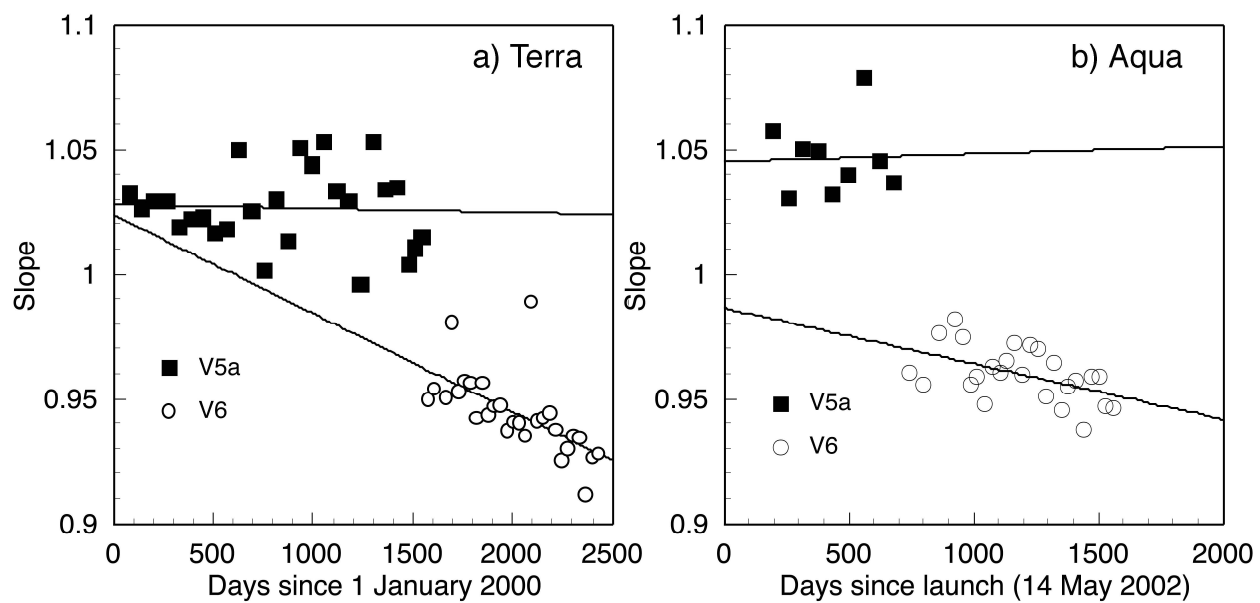 a) Terra
1.1
1.05
1
0.95
0.9
Slope
V5a
V6
0 500 1000 1500 2000 2500
Days since 1 January 2000
b) Aqua
1.1
1.05
1
0.95
0.9
Slope
V5a
V6
0 500 1000 1500 2000
Days since launch (14 May 2002)